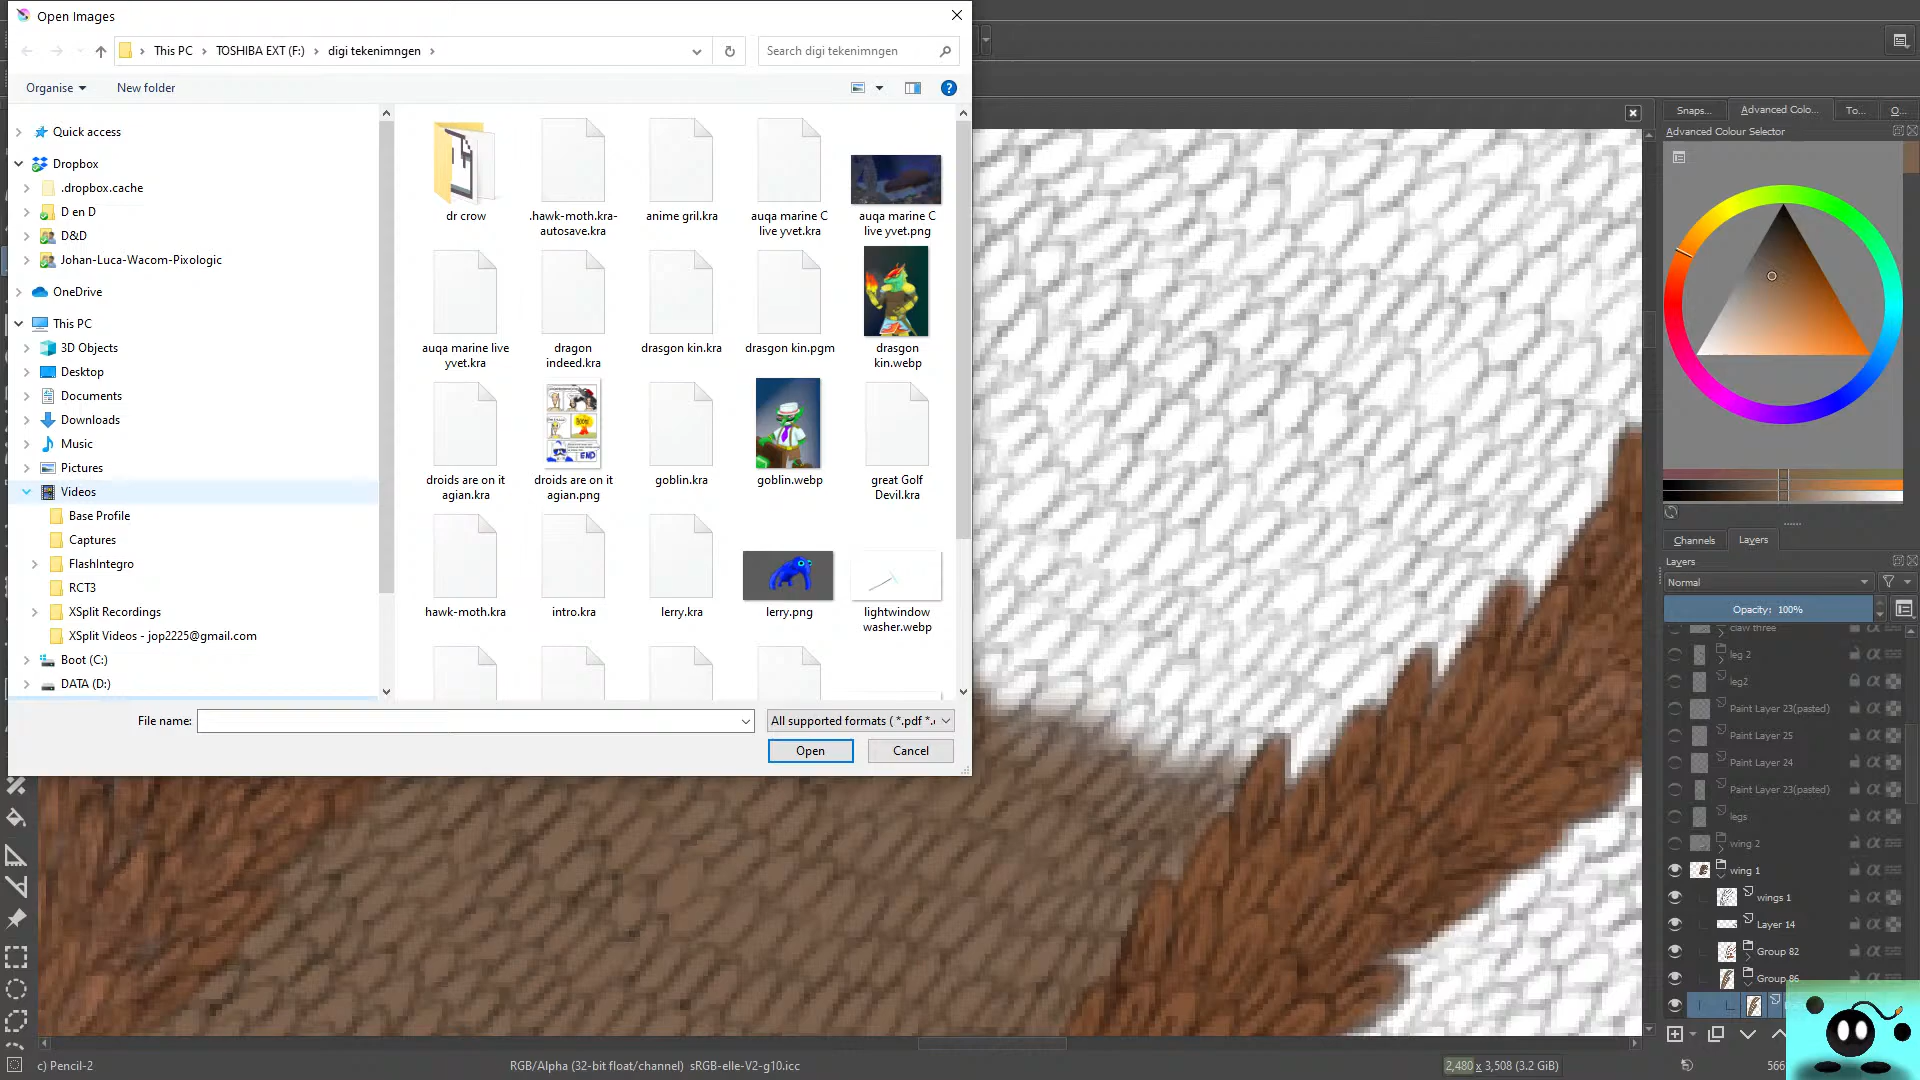 Open Images
This PC
TOSHIBA EXT (F:)
digi tekenimngen
Search digi tekenimngen
Organise
New folder
Quick access
Dropbox
.dropbox.cache
D en D
D&D
Johan-Luca-Wacom-Pixologic
OneDrive
This PC
3D Objects
Desktop
Documents
Downloads
Music
Pictures
Videos
Base Profile
Captures
FlashIntegro
RCT3
XSplit Recordings
XSplit Videos - jop2225@gmail.com
Boot (C:)
DATA (D:)
dr crow
.hawk-moth.kra-
autosave.kra
anime gril.kra
auqa marine C
live yvet.kra
auqa marine C
live yvet.png
auqa marine live
yvet.kra
dragon
indeed.kra
drasgon kin.kra
drasgon kin.pgm
drasgon
kin.webp
droids are on it
agian.kra
droids are on it
agian.png
goblin.kra
goblin.webp
great Golf
Devil.kra
hawk-moth.kra
intro.kra
lerry.kra
lerry.png
lightwindow
washer.webp
File name:
All supported formats ( *.pdf *.
Open
Cancel
Snaps...
Advanced Colo...
To...
O...
Advanced Colour Selector
Channels
Layers
Layers
Normal
Opacity: 100%
claw three
leg 2
leg2
Paint Layer 23(pasted)
Paint Layer 25
Paint Layer 24
Paint Layer 23(pasted)
legs
wing 2
wing 1
wings 1
Layer 14
Group 82
Group 86
c) Pencil-2
RGB/Alpha (32-bit float/channel) sRGB-elle-V2-g10.icc
2,480 x 3,508 (3.2 GiB)
566